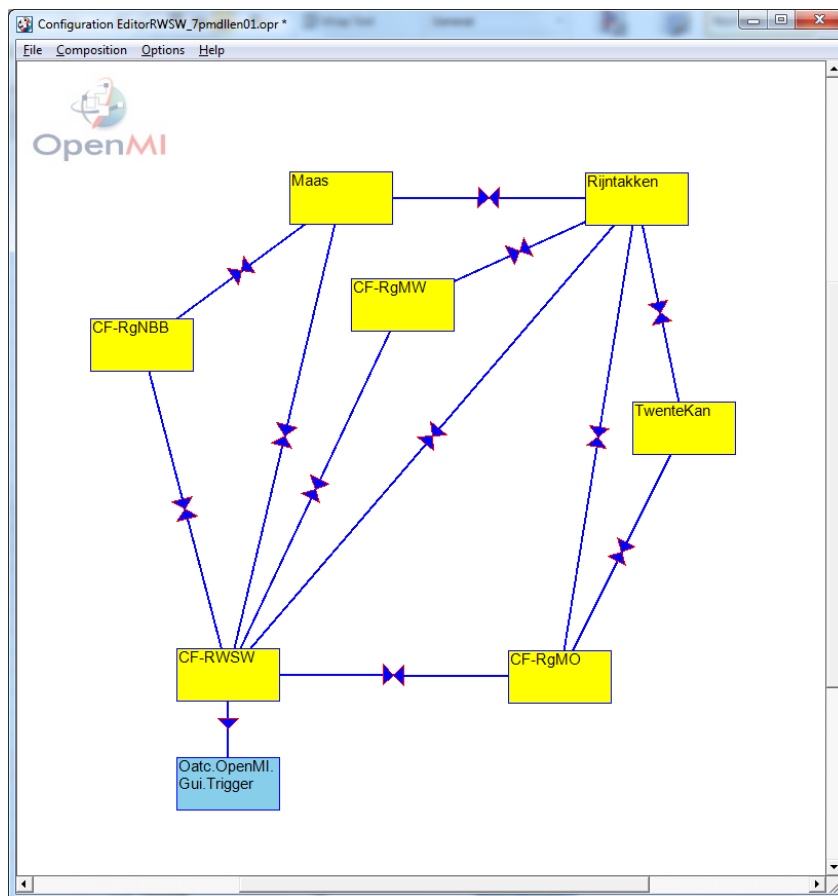 Configuration EditorRWSW_7pmdllen01.opr *
File Composition Options Help
OpenMI
Maas
Rijntakken
CF-RgMW
CF-RgNBB
TwenteKan
CF-RWSW
CF-RgMO
Oatc.OpenMI.
Gui.Trigger